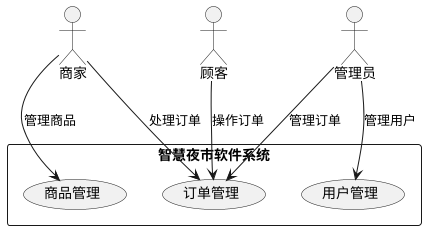 商家
顾客
管理员
管理商品
处理订单
操作订单
管理订单
管理用户
智慧夜市软件系统
商品管理
订单管理
用户管理